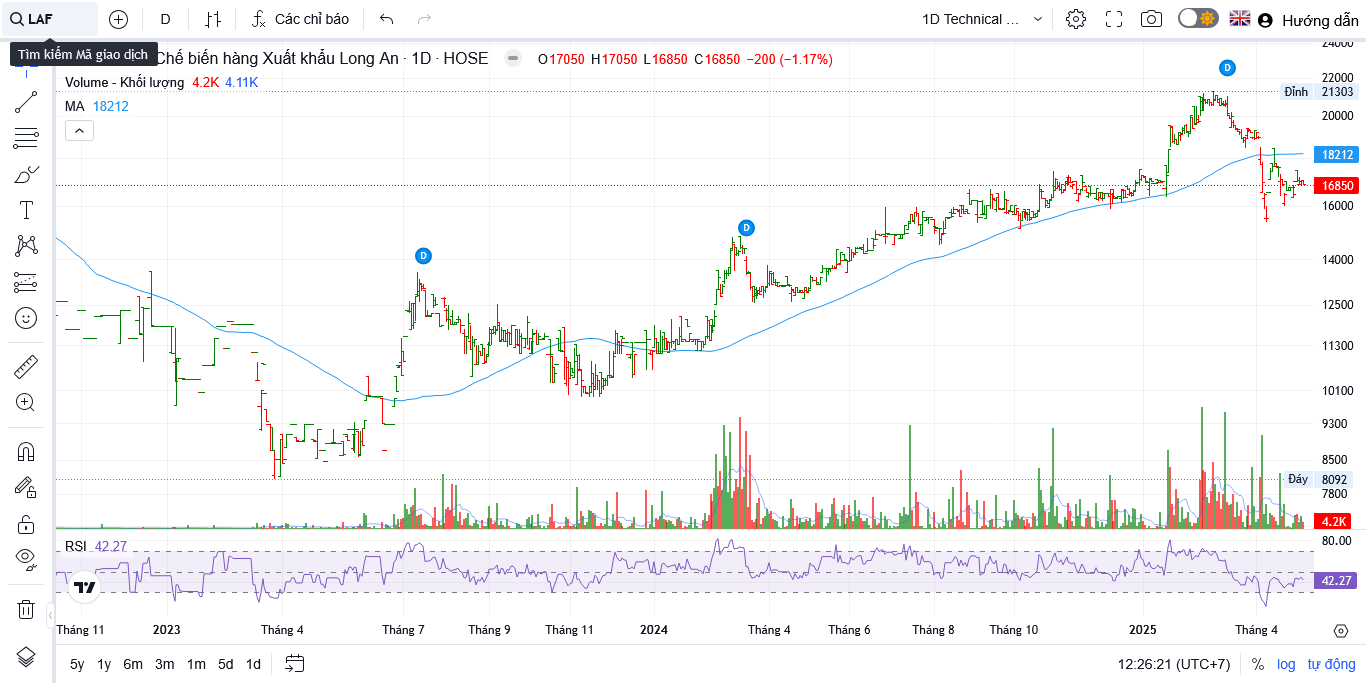 LAF D Các chỉ báo 1D Technical ... Hướng dẫn
Tìm kiếm Mã giao dịch
Chế biến hàng Xuất khẩu Long An · 1D · HOSE O17050 H17050 L16850 C16850 −200 (−1.17%)
Volume - Khối lượng 4.2K 4.11K
MA 18212
24000
D
22000
Đỉnh 21303
20000
18212
16850
16000
D
14000
D
12500
11300
10100
9300
8500
Đáy 8092
7800
4.2K
RSI 42.27
80.00
42.27
Tháng 11 2023 Tháng 4 Tháng 7 Tháng 9 Tháng 11 2024 Tháng 4 Tháng 6 Tháng 8 Tháng 10 2025 Tháng 4
5y 1y 6m 3m 1m 5d 1d 12:26:21 (UTC+7) % log tự động